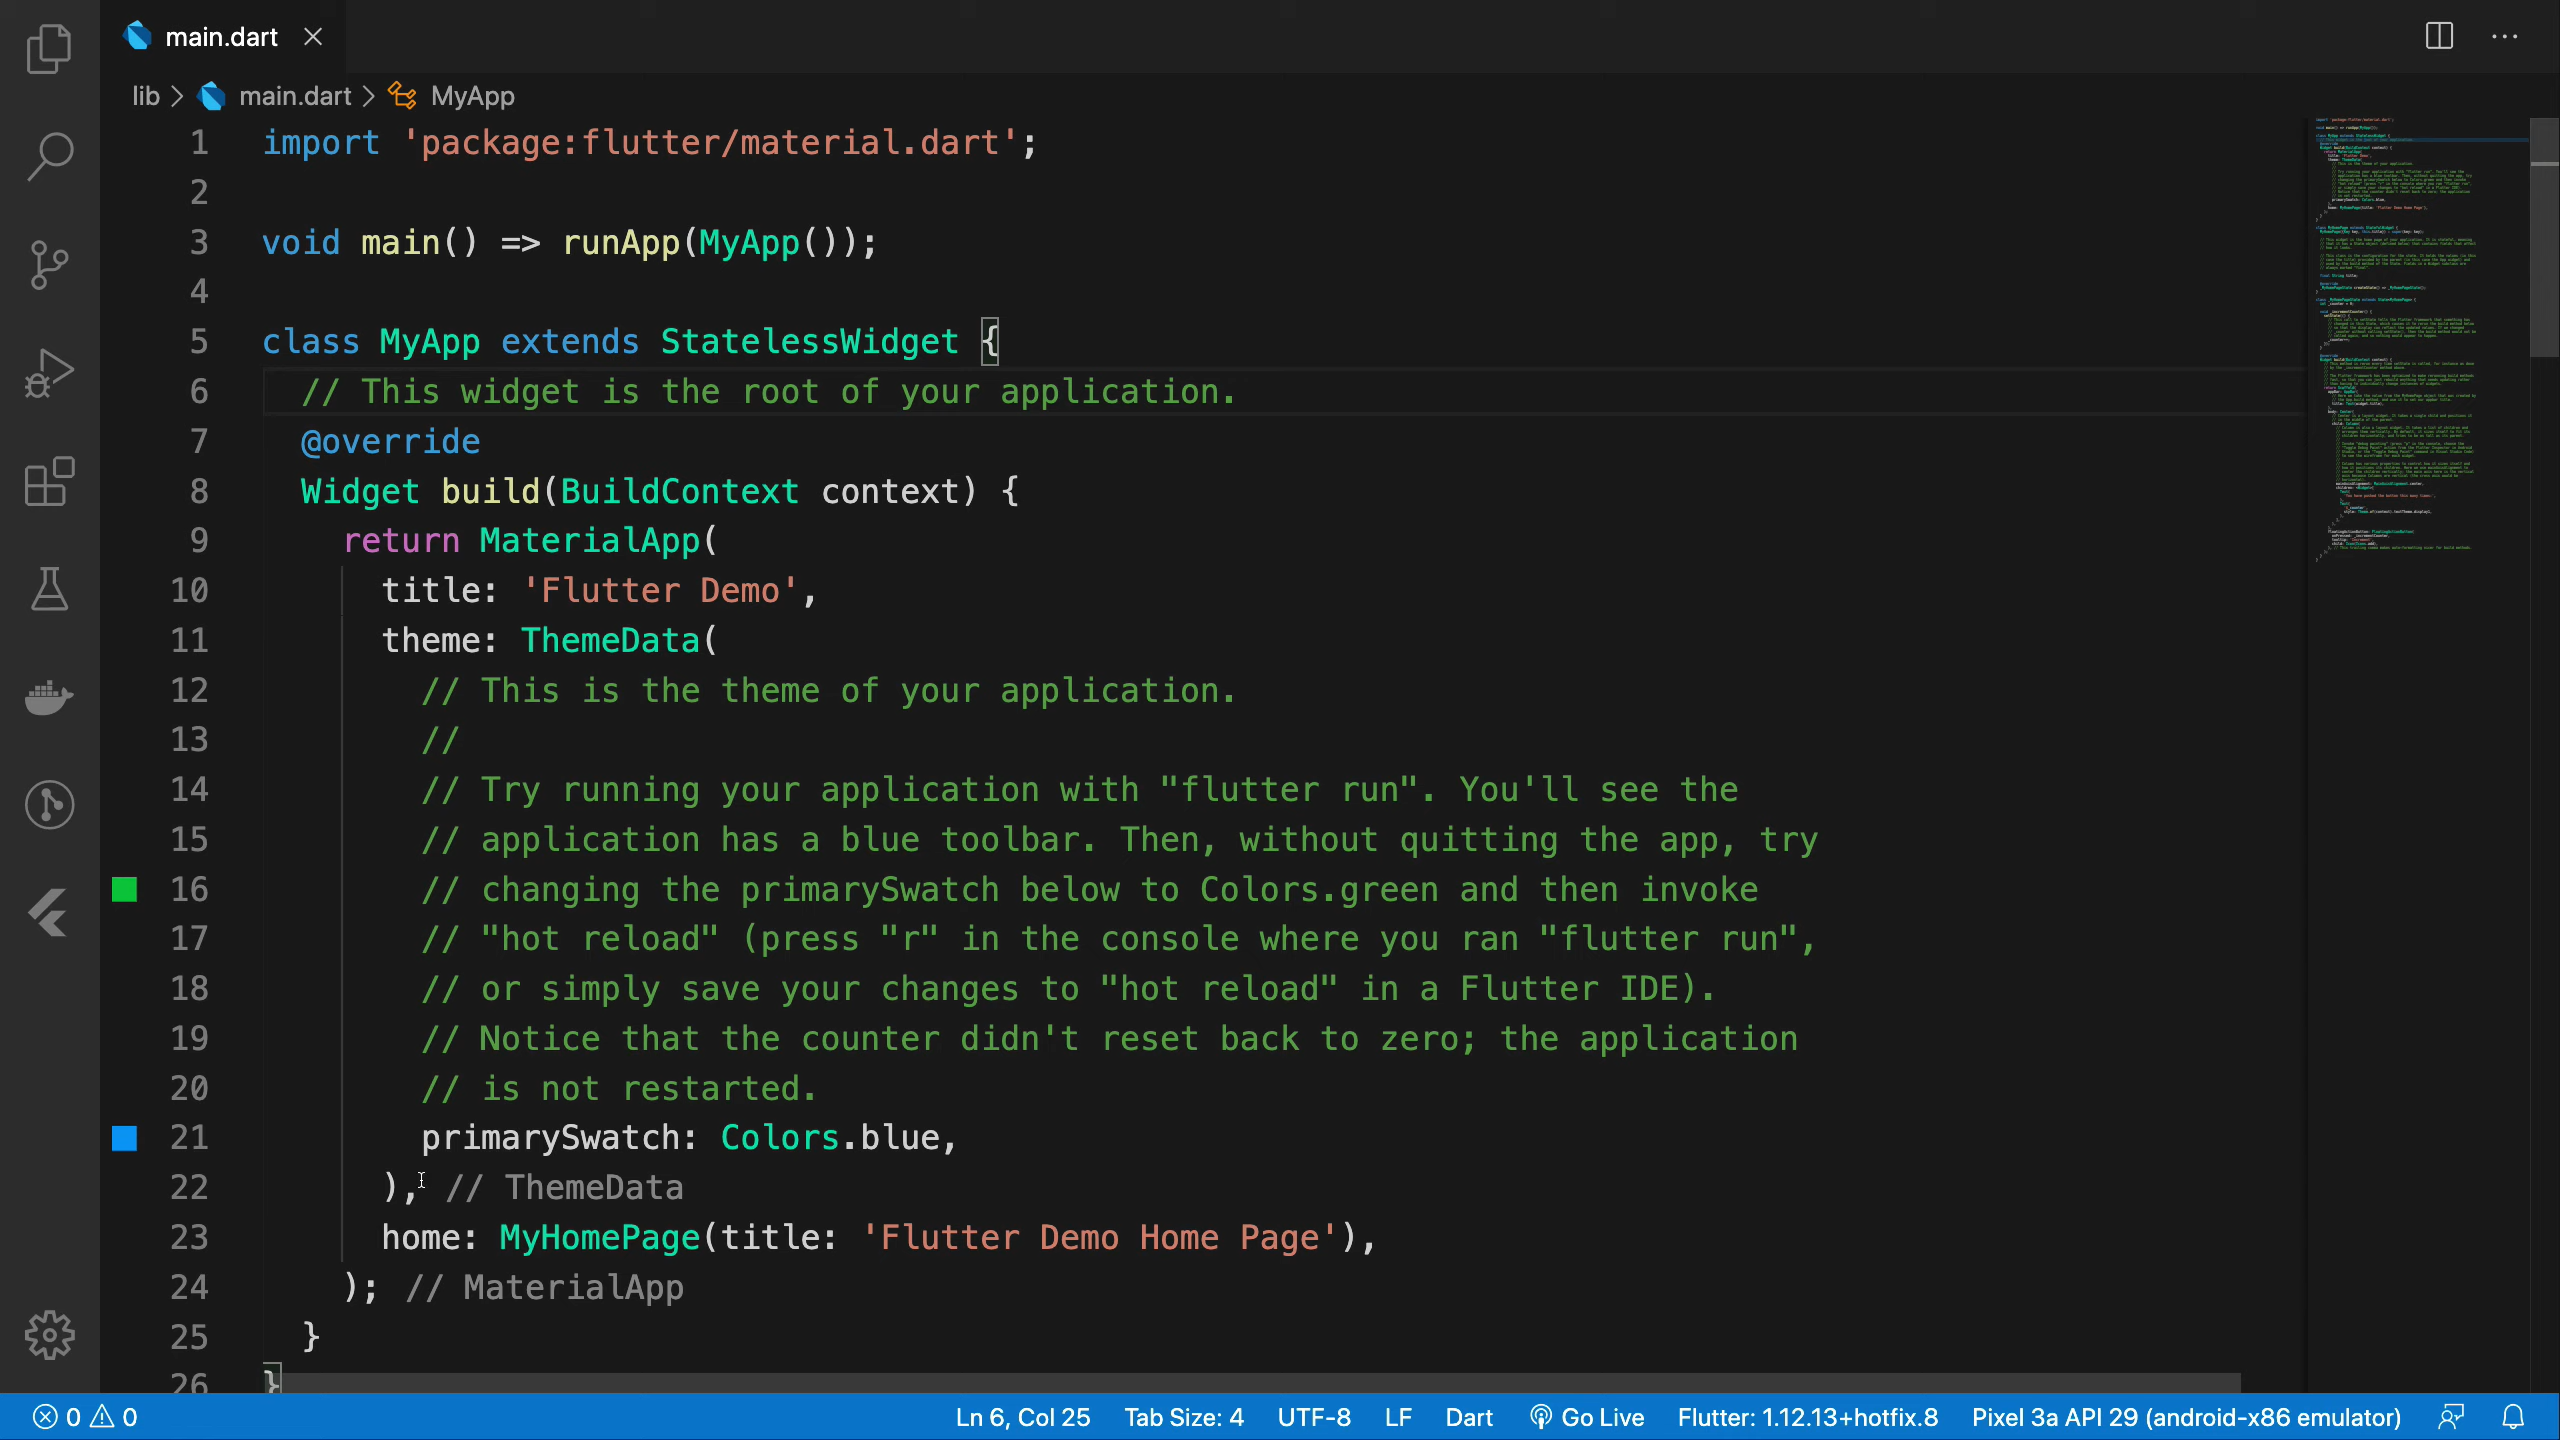 main.dart
lib > main.dart > MyApp
1 import 'package:flutter/material.dart';
2
3 void main() => runApp(MyApp());
4
5 class MyApp extends StatelessWidget {
6 // This widget is the root of your application.
7 @override
8 Widget build(BuildContext context) {
9 return MaterialApp(
10 title: 'Flutter Demo',
11 theme: ThemeData(
12 // This is the theme of your application.
13 //
14 // Try running your application with "flutter run". You'll see the
15 // application has a blue toolbar. Then, without quitting the app, try
16 // changing the primarySwatch below to Colors.green and then invoke
17 // "hot reload" (press "r" in the console where you ran "flutter run",
18 // or simply save your changes to "hot reload" in a Flutter IDE).
19 // Notice that the counter didn't reset back to zero; the application
20 // is not restarted.
21 primarySwatch: Colors.blue,
22 ), // ThemeData
23 home: MyHomePage(title: 'Flutter Demo Home Page'),
24 ); // MaterialApp
25 }
26 }
0 0 Ln 6, Col 25 Tab Size: 4 UTF-8 LF Dart Go Live Flutter: 1.12.13+hotfix.8 Pixel 3a API 29 (android-x86 emulator)